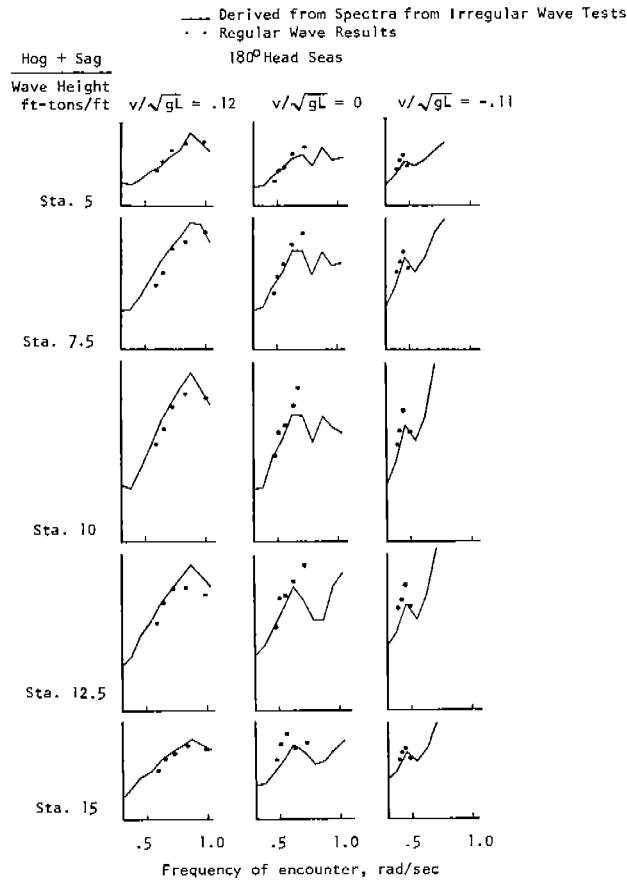 Derived from Spectra from Irregular Wave Tests
Regular Wave Results
Hog + Sag
180° Head Seas
Wave Height
ft-tons/ft
v/√gL = .12
v/√gL = 0
v/√gL = -.11
Sta. 5
Sta. 7.5
Sta. 10
Sta. 12.5
Sta. 15
.5 1.0 .5 1.0 .5 1.0
Frequency of encounter, rad/sec